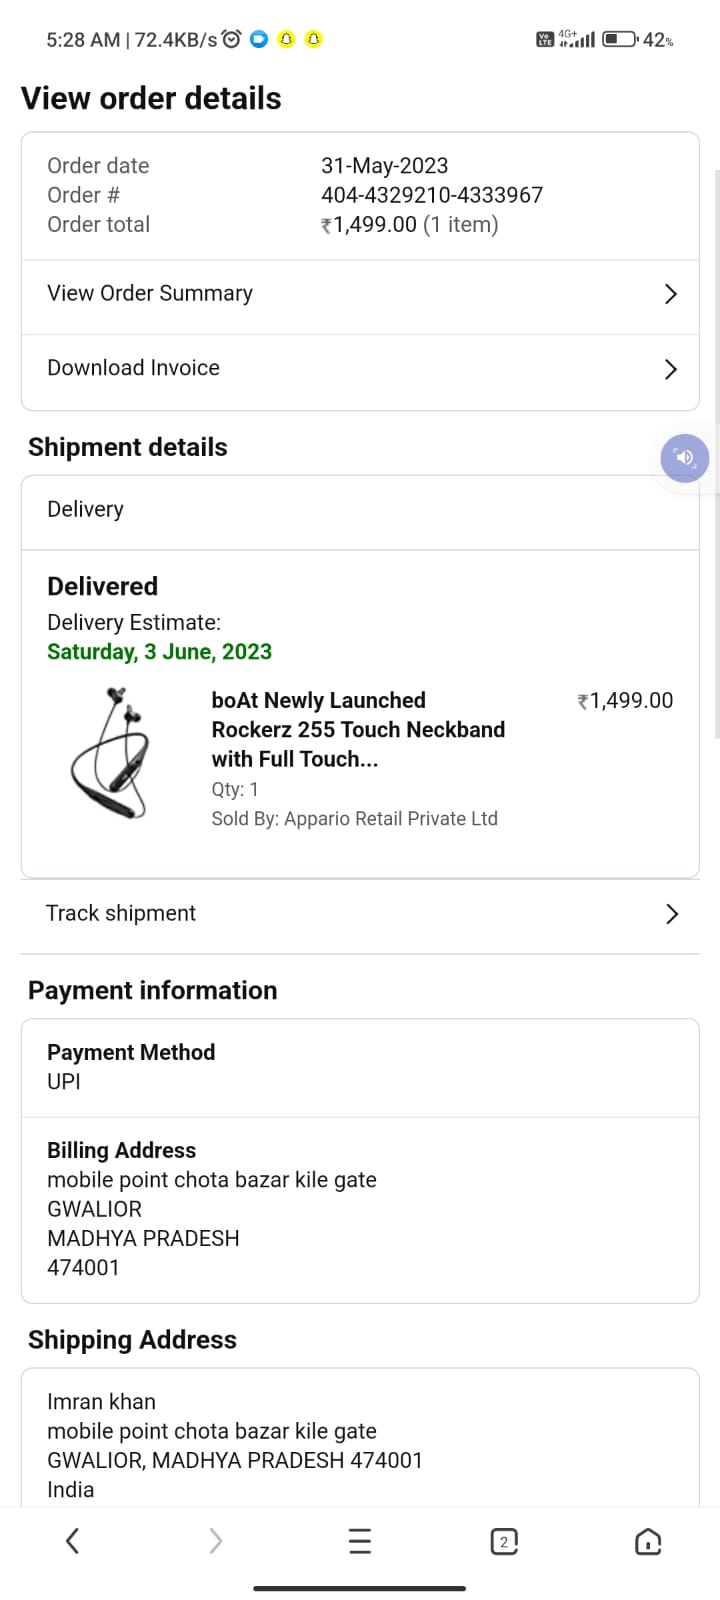 5:28 AM | 72.4KB/s
Vo LTE 4G+ 42%
View order details
Order date 31-May-2023
Order # 404-4329210-4333967
Order total ₹1,499.00 (1 item)
View Order Summary
Download Invoice
Shipment details
Delivery
Delivered
Delivery Estimate:
Saturday, 3 June, 2023
boAt Newly Launched ₹1,499.00
Rockerz 255 Touch Neckband
with Full Touch...
Qty: 1
Sold By: Appario Retail Private Ltd
Track shipment
Payment information
Payment Method
UPI
Billing Address
mobile point chota bazar kile gate
GWALIOR
MADHYA PRADESH
474001
Shipping Address
Imran khan
mobile point chota bazar kile gate
GWALIOR, MADHYA PRADESH 474001
India
2